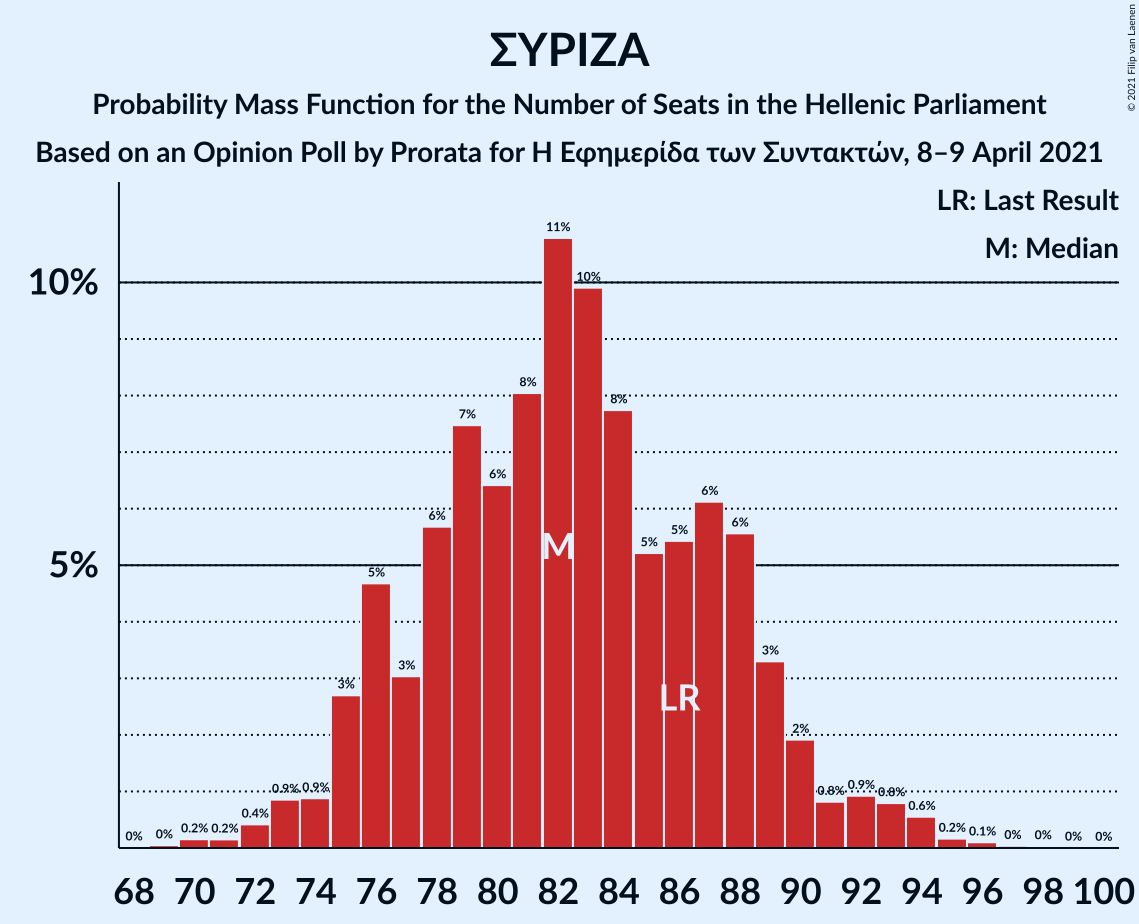 ΣΥΡΙΖΑ
Probability Mass Function for the Number of Seats in the Hellenic Parliament
Based on an Opinion Poll by Prorata for Η Εφημερίδα των Συντακτών, 8–9 April 2021
© 2021 Filip van Laenen
LR: Last Result
M: Median
10%
5%
0% 0% 0.2% 0.2% 0.4% 0.9% 0.9% 3% 5% 3% 6% 7% 6% 8% 11% 10% 8% 5% 5% 6% 6% 3% 2% 0.8% 0.9% 0.8% 0.6% 0.2% 0.1% 0% 0% 0% 0%
M
LR
68 70 72 74 76 78 80 82 84 86 88 90 92 94 96 98 100